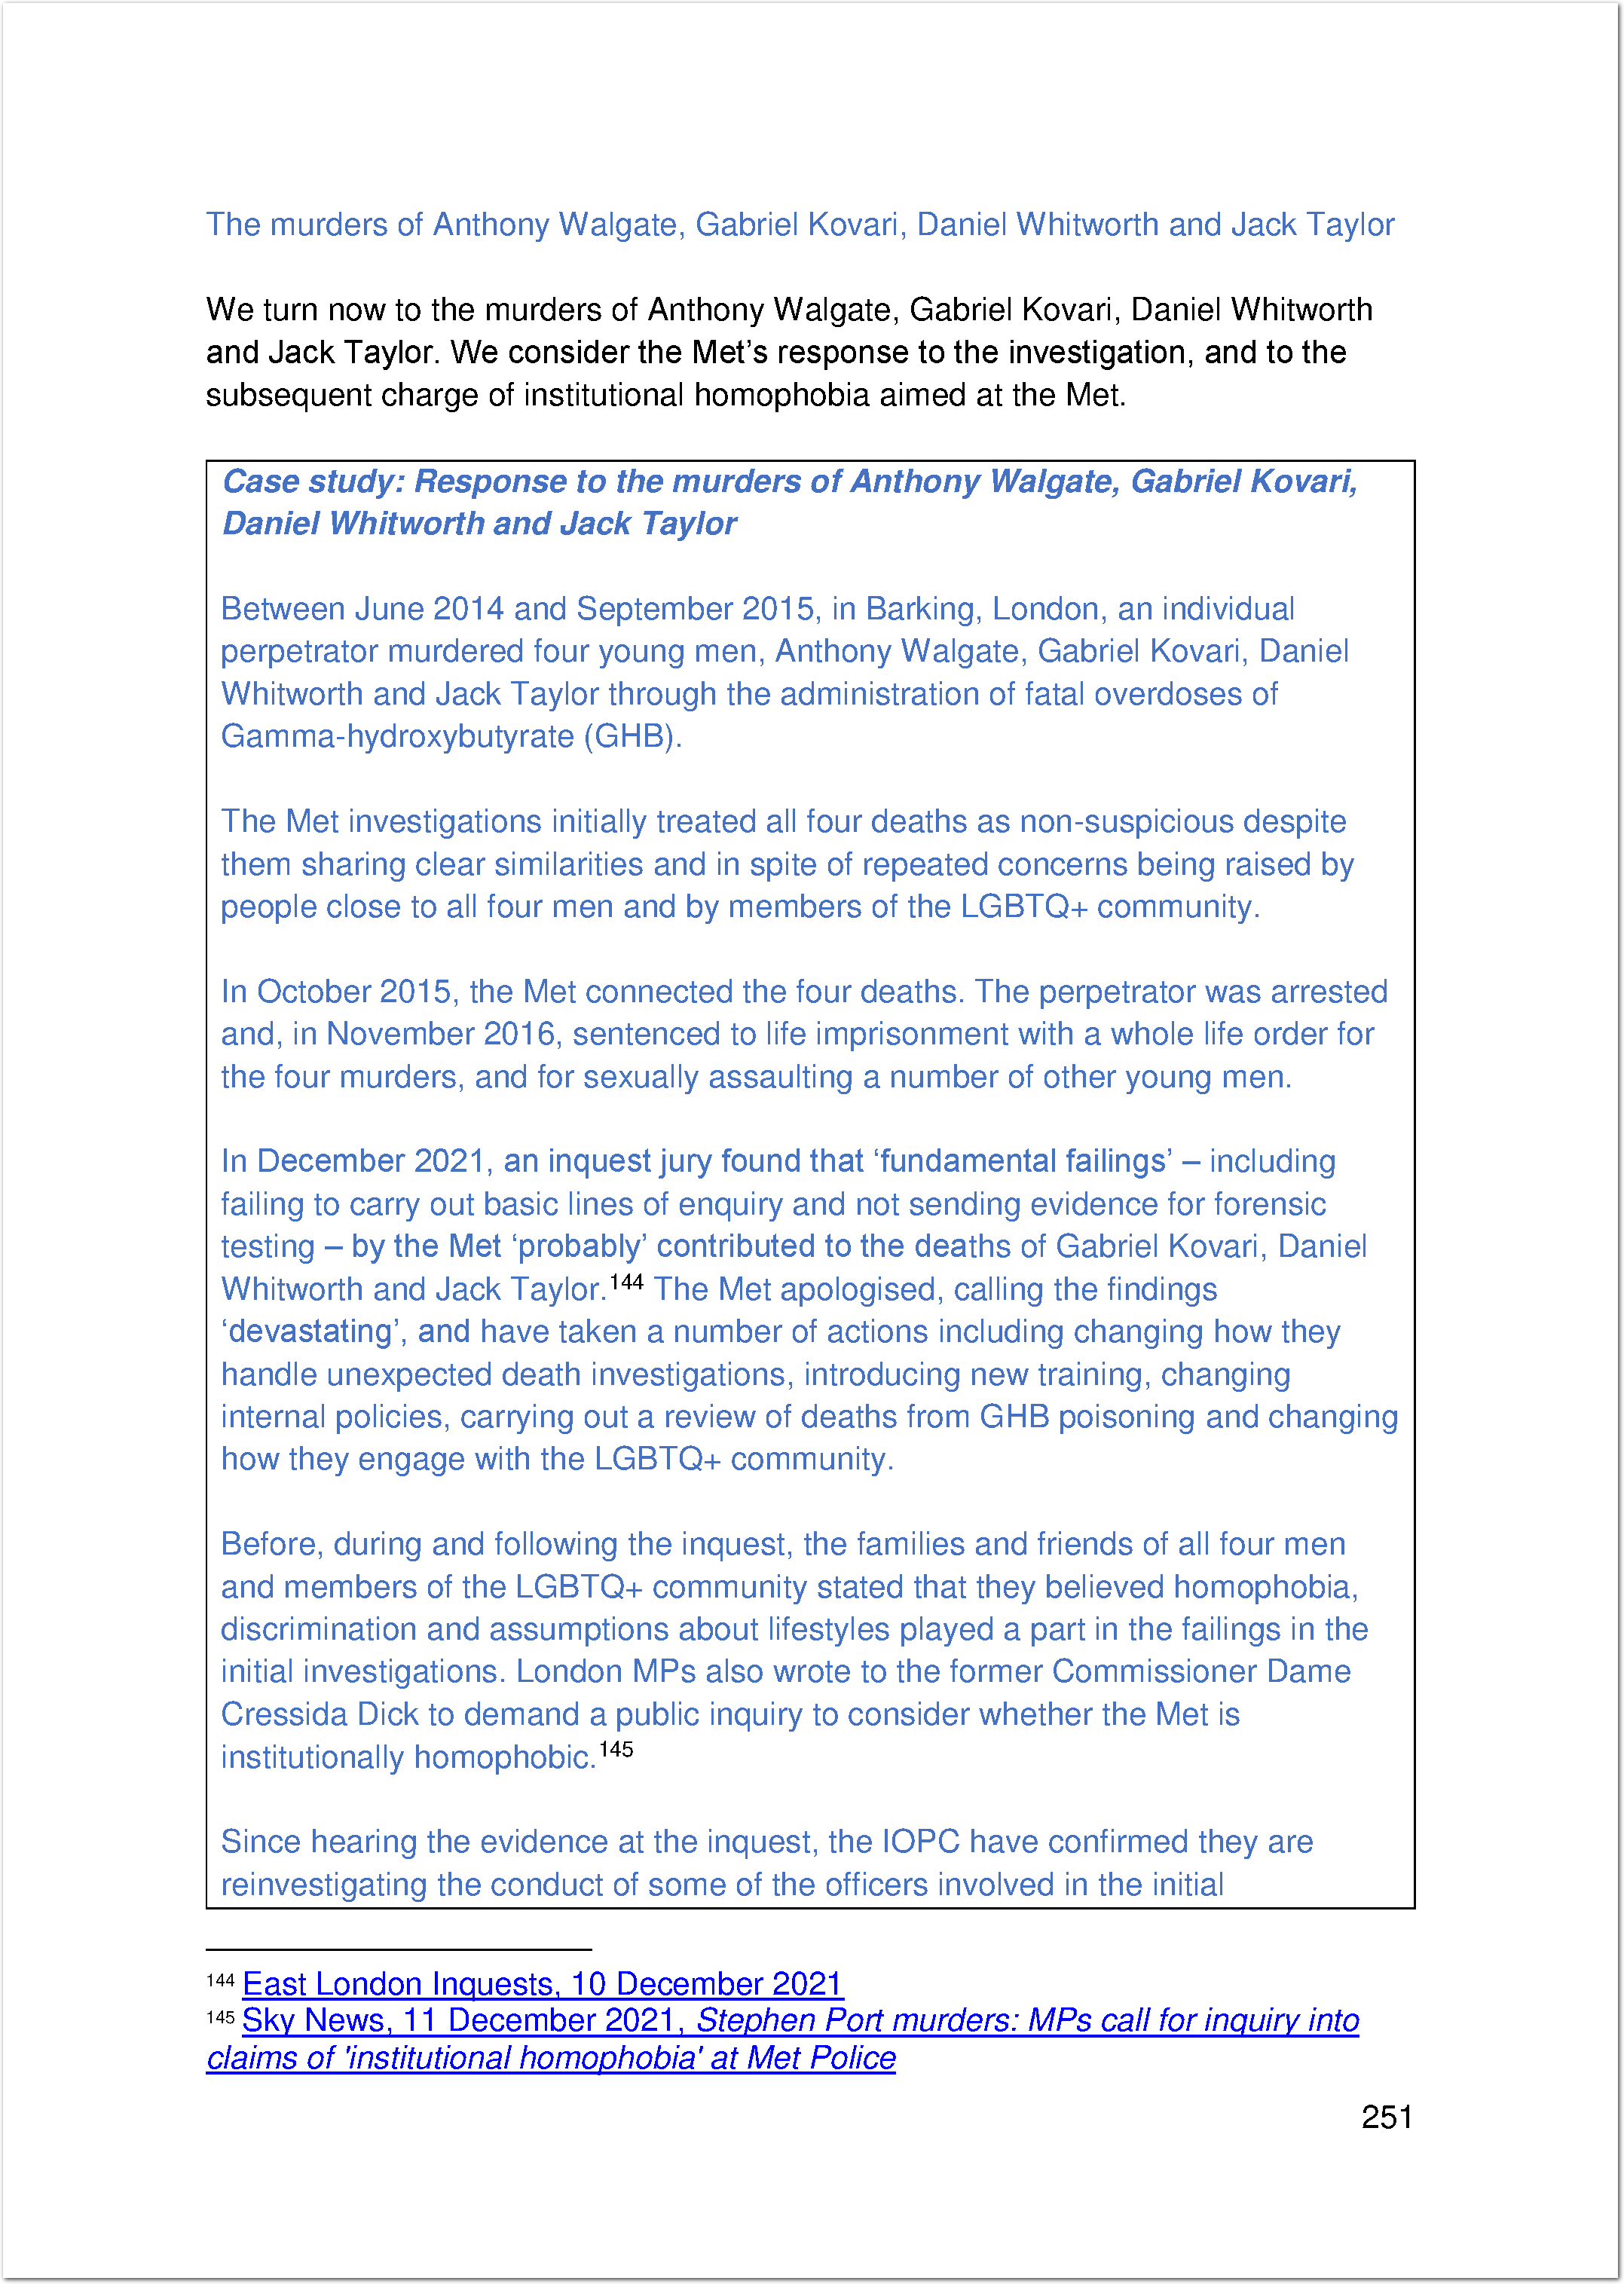 The murders of Anthony Walgate, Gabriel Kovari, Daniel Whitworth and Jack Taylor
We turn now to the murders of Anthony Walgate, Gabriel Kovari, Daniel Whitworth
and Jack Taylor. We consider the Met’s response to the investigation, and to the
subsequent charge of institutional homophobia aimed at the Met.
Case study: Response to the murders of Anthony Walgate, Gabriel Kovari,
Daniel Whitworth and Jack Taylor
Between June 2014 and September 2015, in Barking, London, an individual
perpetrator murdered four young men, Anthony Walgate, Gabriel Kovari, Daniel
Whitworth and Jack Taylor through the administration of fatal overdoses of
Gamma-hydroxybutyrate (GHB).
The Met investigations initially treated all four deaths as non-suspicious despite
them sharing clear similarities and in spite of repeated concerns being raised by
people close to all four men and by members of the LGBTQ+ community.
In October 2015, the Met connected the four deaths. The perpetrator was arrested
and, in November 2016, sentenced to life imprisonment with a whole life order for
the four murders, and for sexually assaulting a number of other young men.
In December 2021, an inquest jury found that ‘fundamental failings’ – including
failing to carry out basic lines of enquiry and not sending evidence for forensic
testing – by the Met ‘probably’ contributed to the deaths of Gabriel Kovari, Daniel
Whitworth and Jack Taylor.144 The Met apologised, calling the findings
‘devastating’, and have taken a number of actions including changing how they
handle unexpected death investigations, introducing new training, changing
internal policies, carrying out a review of deaths from GHB poisoning and changing
how they engage with the LGBTQ+ community.
Before, during and following the inquest, the families and friends of all four men
and members of the LGBTQ+ community stated that they believed homophobia,
discrimination and assumptions about lifestyles played a part in the failings in the
initial investigations. London MPs also wrote to the former Commissioner Dame
Cressida Dick to demand a public inquiry to consider whether the Met is
institutionally homophobic.145
Since hearing the evidence at the inquest, the IOPC have confirmed they are
reinvestigating the conduct of some of the officers involved in the initial
144 East London Inquests, 10 December 2021
145 Sky News, 11 December 2021, Stephen Port murders: MPs call for inquiry into
claims of 'institutional homophobia' at Met Police
251